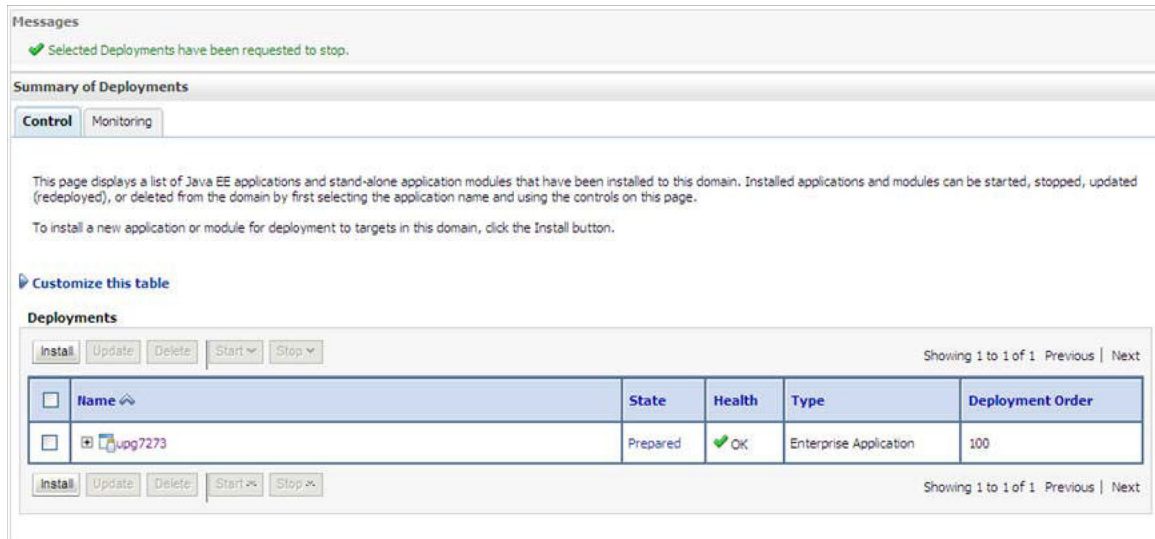 Messages
Selected Deployments have been requested to stop.
Summary of Deployments
Control Monitoring
This page displays a list of Java EE applications and stand-alone application modules that have been installed to this domain. Installed applications and modules can be started, stopped, updated
(redeployed), or deleted from the domain by first selecting the application name and using the controls on this page.
To install a new application or module for deployment to targets in this domain, click the Install button.
Customize this table
Deployments
Install Update Delete Start Stop Showing 1 to 1 of 1 Previous | Next
Name State Health Type Deployment Order
upg7273 Prepared OK Enterprise Application 100
Install Update Delete Start Stop Showing 1 to 1 of 1 Previous | Next